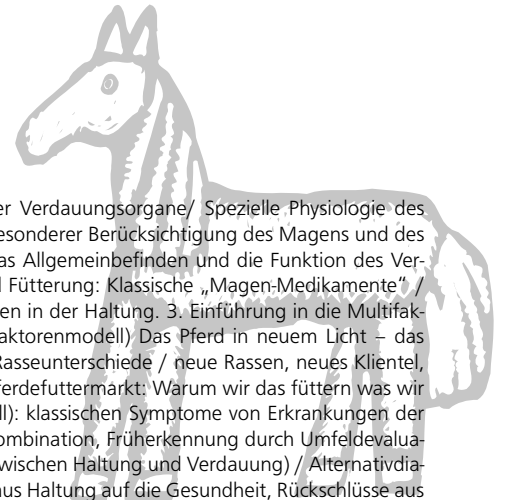 er Verdauungsorgane/ Spezielle Physiologie des
esonderer Berücksichtigung des Magens und des
as Allgemeinbefinden und die Funktion des Ver-
l Fütterung: Klassische „Magen-Medikamente“ /
en in der Haltung. 3. Einführung in die Multifak-
aktorenmodell) Das Pferd in neuem Licht – das
Rasseunterschiede / neue Rassen, neues Klientel,
ferdefuttermarkt: Warum wir das füttern was wir
ll): klassischen Symptome von Erkrankungen der
ombination, Früherkennung durch Umfeldevalua-
wischen Haltung und Verdauung) / Alternativdia-
aus Haltung auf die Gesundheit, Rückschlüsse aus